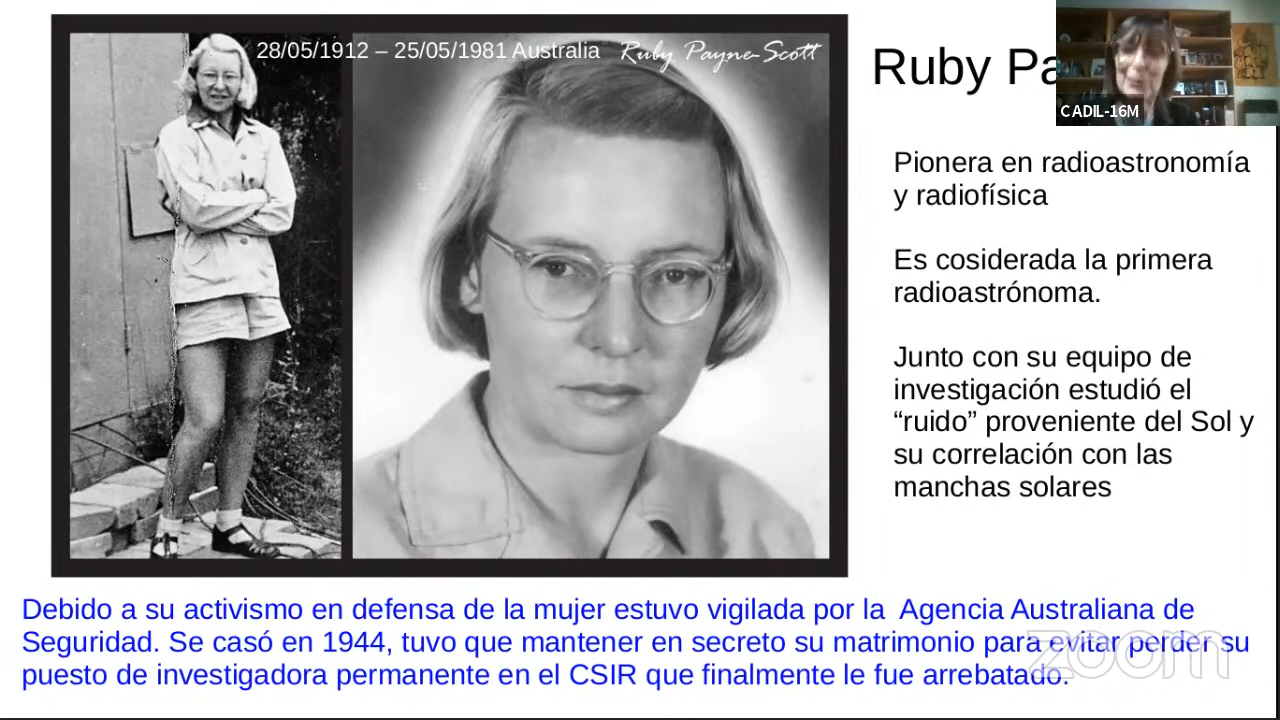 28/05/1912 – 25/05/1981 Australia Ruby Payne-Scott
Ruby Pa
CADIL-16M
Pionera en radioastronomía
y radiofísica
Es cosiderada la primera
radioastrónoma.
Junto con su equipo de
investigación estudió el
“ruido” proveniente del Sol y
su correlación con las
manchas solares
Debido a su activismo en defensa de la mujer estuvo vigilada por la  Agencia Australiana de
Seguridad. Se casó en 1944, tuvo que mantener en secreto su matrimonio para evitar perder su
puesto de investigadora permanente en el CSIR que finalmente le fue arrebatado.
zoom